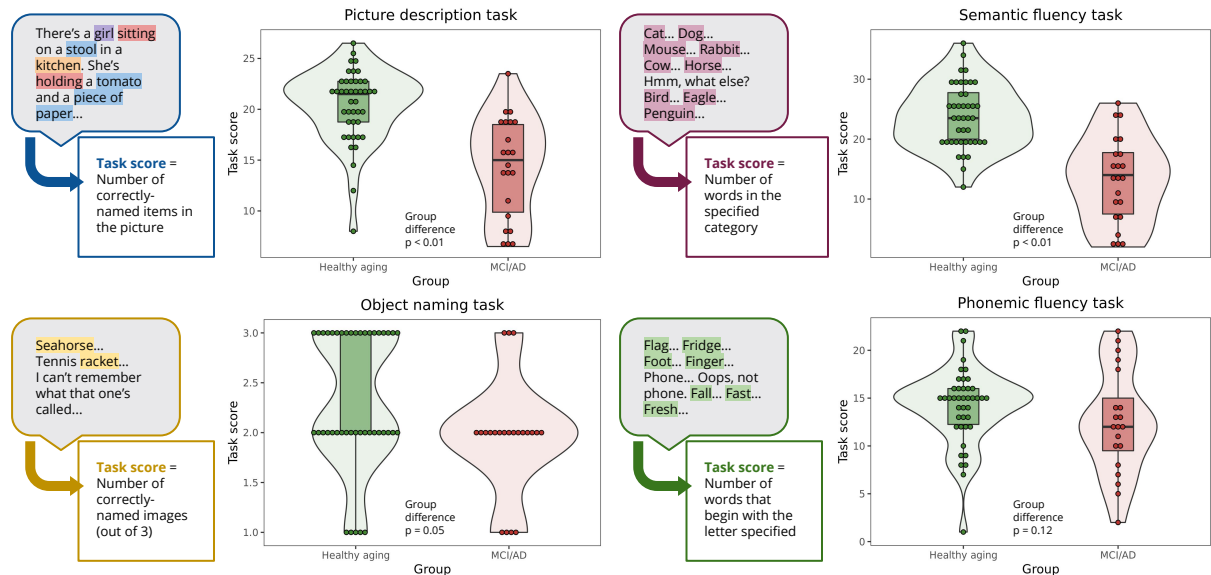 Picture description task
There's a girl sitting
on a stool in a
kitchen. She's
holding a tomato
and a piece of
paper...
Task score =
Number of
correctly-
named items in
the picture
Task score
25
20
15
10
Group
difference
p < 0.01
Healthy aging
MCI/AD
Group
Semantic fluency task
Cat... Dog...
Mouse... Rabbit...
Cow... Horse...
Hmm, what else?
Bird... Eagle...
Penguin...
Task score =
Number of
words in the
specified
category
Task score
30
20
10
Group
difference
p < 0.01
Healthy aging
MCI/AD
Group
Object naming task
Seahorse...
Tennis racket...
I can't remember
what that one's
called...
Task score =
Number of
correctly-
named images
(out of 3)
Task score
3.0
2.5
2.0
1.5
1.0
Group
difference
p = 0.05
Healthy aging
MCI/AD
Group
Phonemic fluency task
Flag... Fridge...
Foot... Finger...
Phone... Oops, not
phone. Fall... Fast...
Fresh...
Task score =
Number of
words that
begin with the
letter specified
Task score
20
15
10
5
0
Group
difference
p = 0.12
Healthy aging
MCI/AD
Group